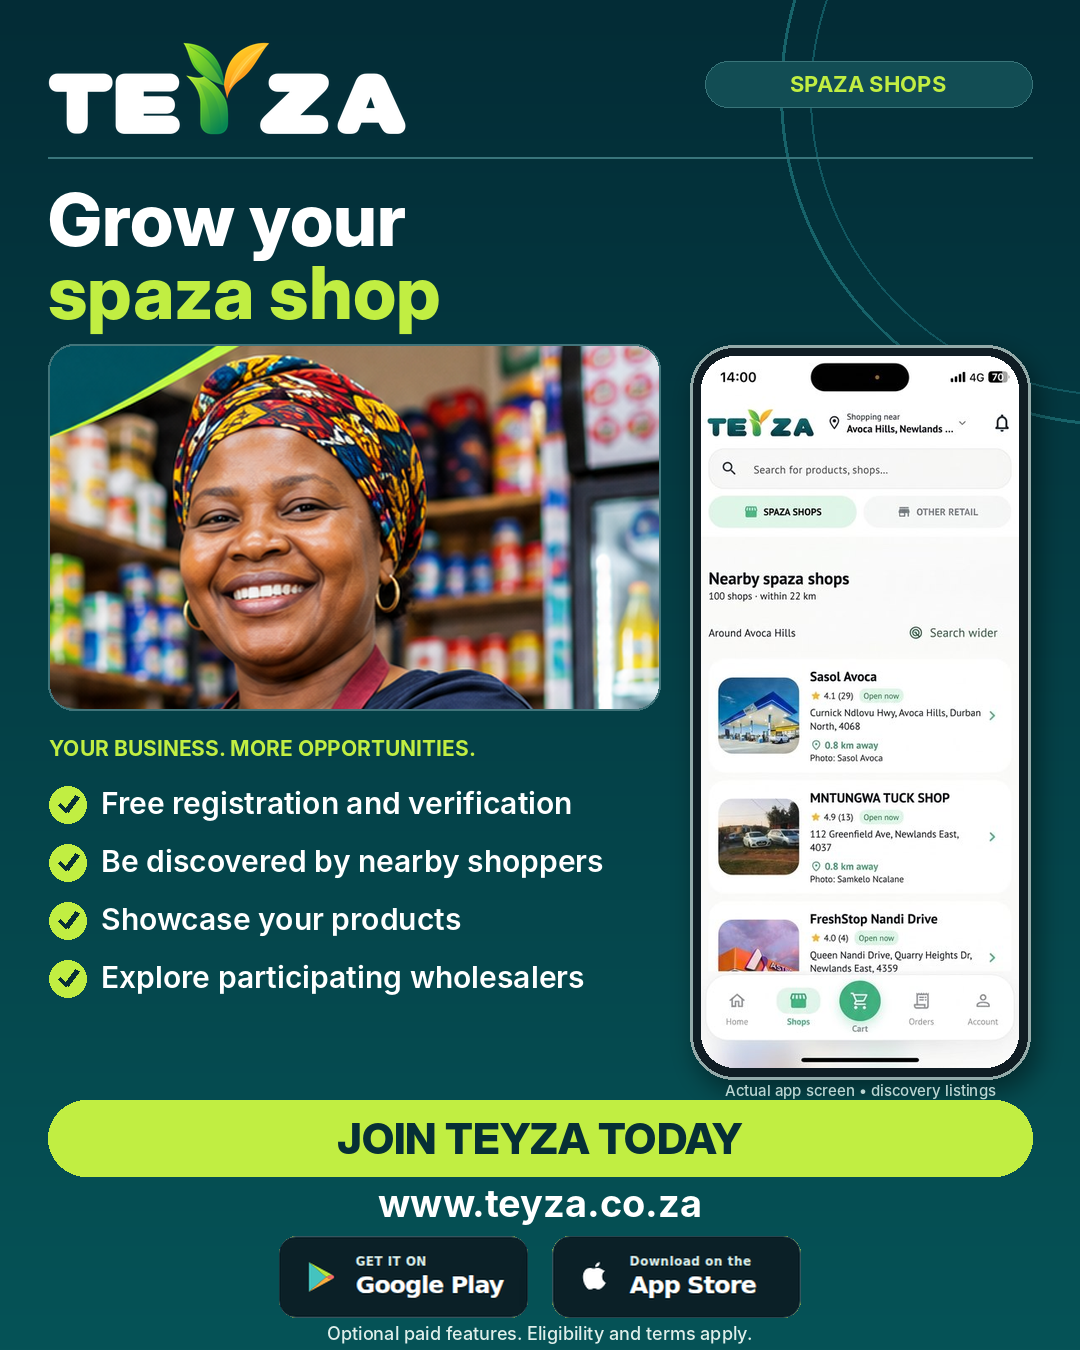 TEYZA
SPAZA SHOPS
Grow your
spaza shop
YOUR BUSINESS. MORE OPPORTUNITIES.
Free registration and verification
Be discovered by nearby shoppers
Showcase your products
Explore participating wholesalers
14:00
4G 70
TEYZA
Shopping near
Avoca Hills, Newlands ...
Search for products, shops...
SPAZA SHOPS
OTHER RETAIL
Nearby spaza shops
100 shops · within 22 km
Around Avoca Hills
Search wider
Sasol Avoca
4.1 (29) Open now
Curnick Ndlovu Hwy, Avoca Hills, Durban
North, 4068
0.8 km away
Photo: Sasol Avoca
MNTUNGWA TUCK SHOP
4.9 (13) Open now
112 Greenfield Ave, Newlands East,
4037
0.8 km away
Photo: Samkelo Ncalane
FreshStop Nandi Drive
4.0 (4) Open now
Queen Nandi Drive, Quarry Heights Dr,
Newlands East, 4359
Home
Shops
Cart
Orders
Account
Actual app screen • discovery listings
JOIN TEYZA TODAY
www.teyza.co.za
GET IT ON
Google Play
Download on the
App Store
Optional paid features. Eligibility and terms apply.